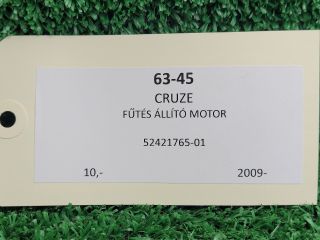 63-45
CRUZE
FŰTÉS ÁLLÍTÓ MOTOR
52421765-01
10,- 2009-